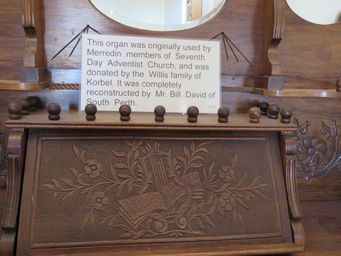 This organ was originally used by
Merredin members of Seventh
Day Adventist Church, and was
donated by the Willis family of
Korbel. It was completely
reconstructed by Mr. Bill David of
South Perth.